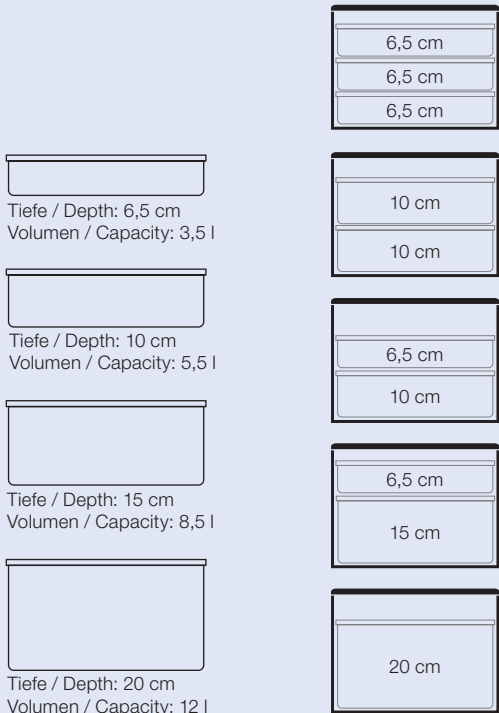 Tiefe / Depth: 6,5 cm
Volumen / Capacity: 3,5 l
Tiefe / Depth: 10 cm
Volumen / Capacity: 5,5 l
Tiefe / Depth: 15 cm
Volumen / Capacity: 8,5 l
Tiefe / Depth: 20 cm
Volumen / Capacity: 12 l
6,5 cm
6,5 cm
6,5 cm
10 cm
10 cm
6,5 cm
10 cm
6,5 cm
15 cm
20 cm